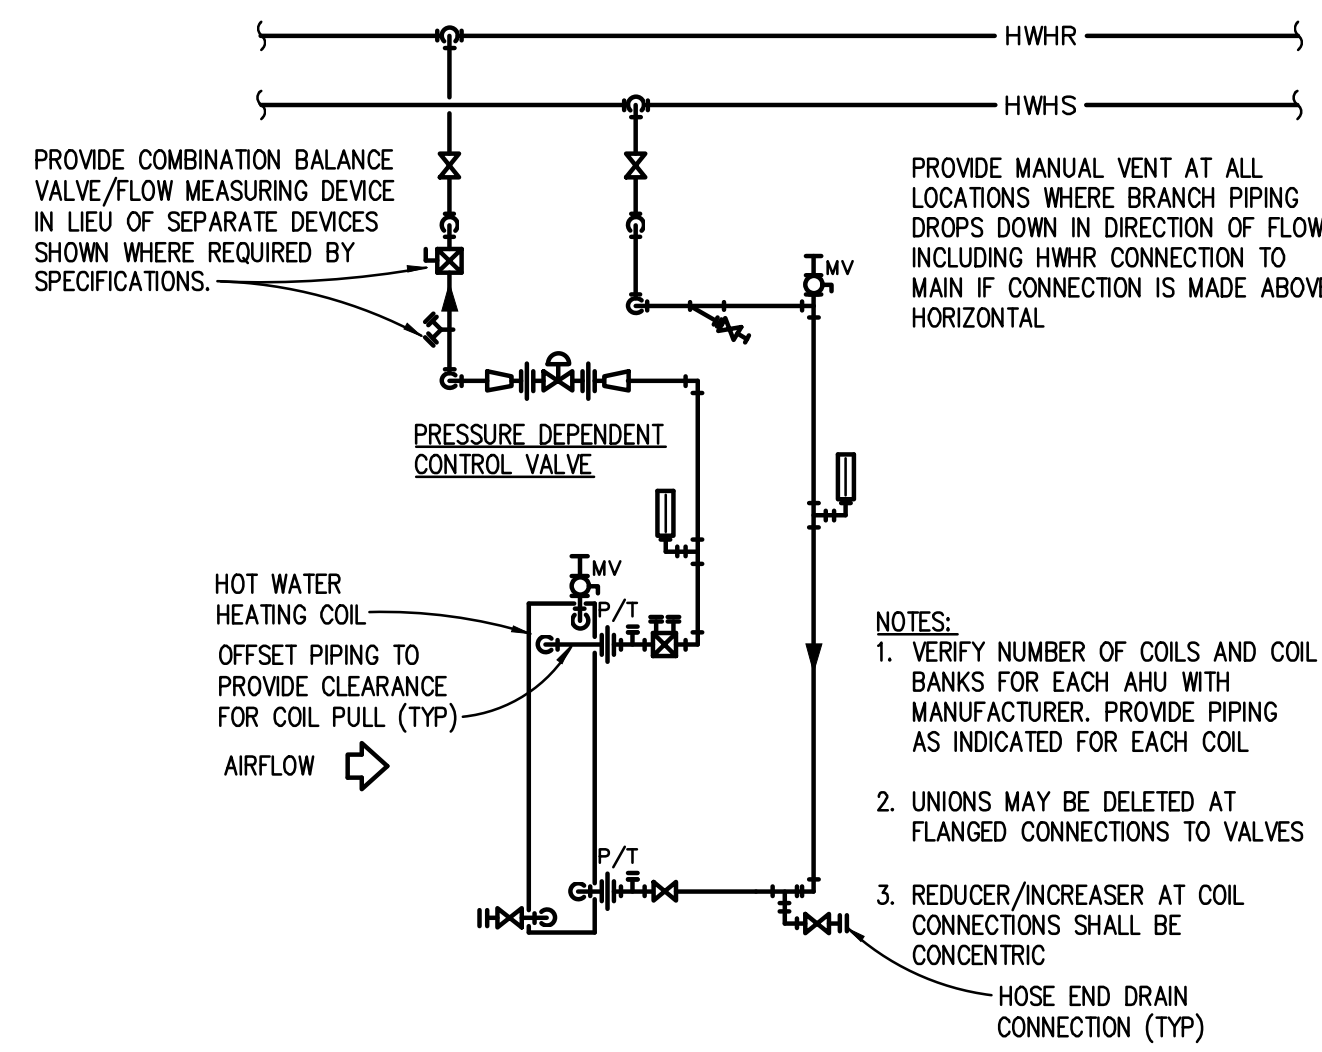 HWHR
HWHS
PROVIDE COMBINATION BALANCE
VALVE/FLOW MEASURING DEVICE
IN LIEU OF SEPARATE DEVICES
SHOWN WHERE REQUIRED BY
SPECIFICATIONS.
PROVIDE MANUAL VENT AT ALL
LOCATIONS WHERE BRANCH PIPING
DROPS DOWN IN DIRECTION OF FLOW
INCLUDING HWHR CONNECTION TO
MAIN IF CONNECTION IS MADE ABOVE
HORIZONTAL
MV
PRESSURE DEPENDENT
CONTROL VALVE
MV
P/T
HOT WATER
HEATING COIL
OFFSET PIPING TO
PROVIDE CLEARANCE
FOR COIL PULL (TYP)
AIRFLOW
P/T
NOTES:
1. VERIFY NUMBER OF COILS AND COIL
BANKS FOR EACH AHU WITH
MANUFACTURER. PROVIDE PIPING
AS INDICATED FOR EACH COIL
2. UNIONS MAY BE DELETED AT
FLANGED CONNECTIONS TO VALVES
3. REDUCER/INCREASER AT COIL
CONNECTIONS SHALL BE
CONCENTRIC
HOSE END DRAIN
CONNECTION (TYP)